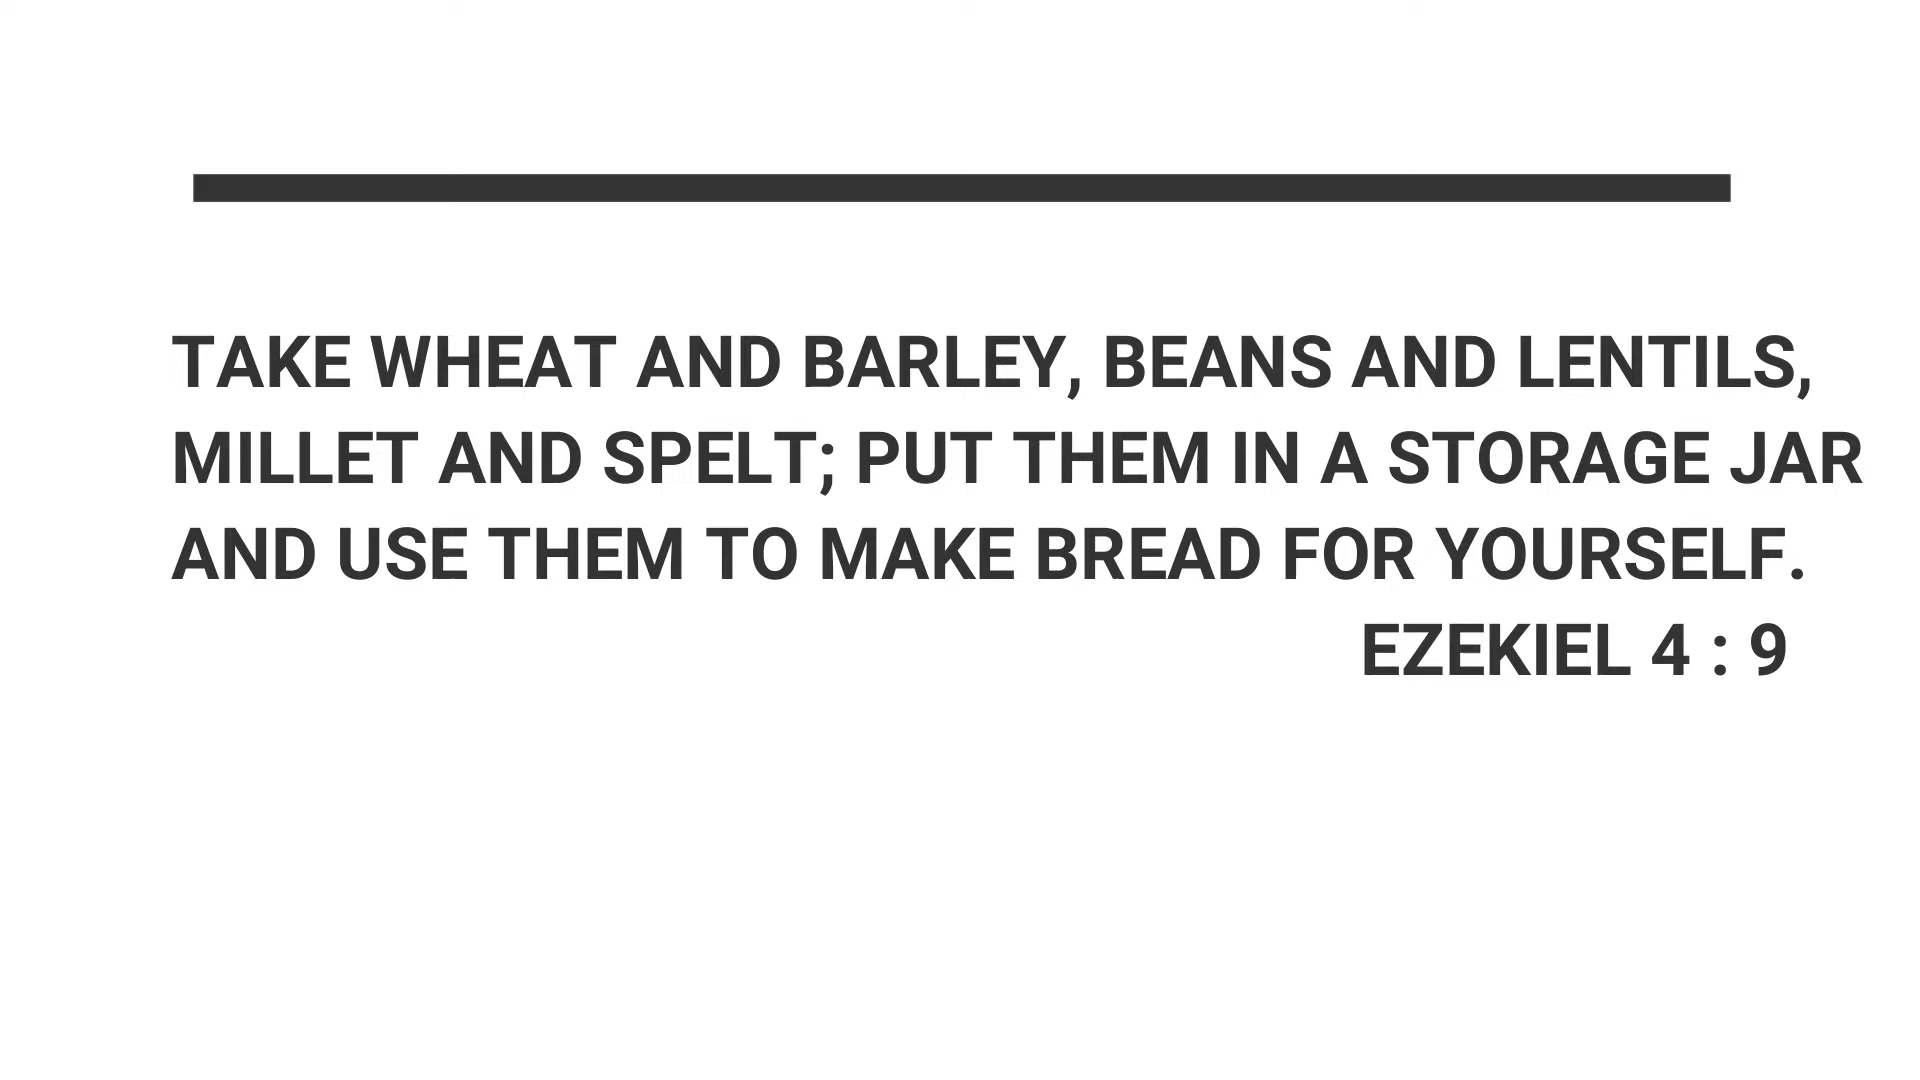 TAKE WHEAT AND BARLEY, BEANS AND LENTILS,
MILLET AND SPELT; PUT THEM IN A STORAGE JAR
AND USE THEM TO MAKE BREAD FOR YOURSELF.
EZEKIEL 4 : 9